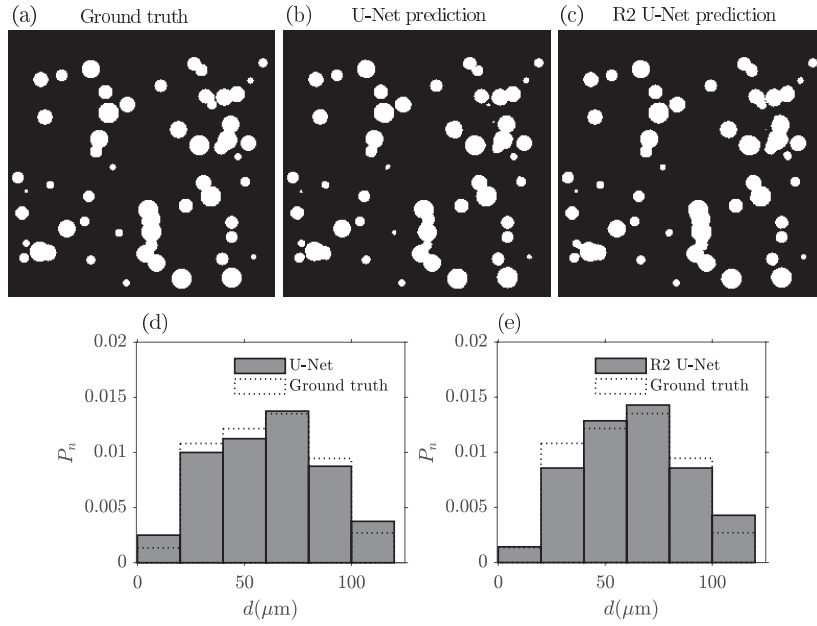 (a) Ground truth
(b) U-Net prediction
(c) R2 U-Net prediction
(d)
0.02
0.015
0.01
0.005
0
P_n
U-Net
Ground truth
0 50 100
d(μm)
(e)
0.02
0.015
0.01
0.005
0
P_n
R2 U-Net
Ground truth
0 50 100
d(μm)